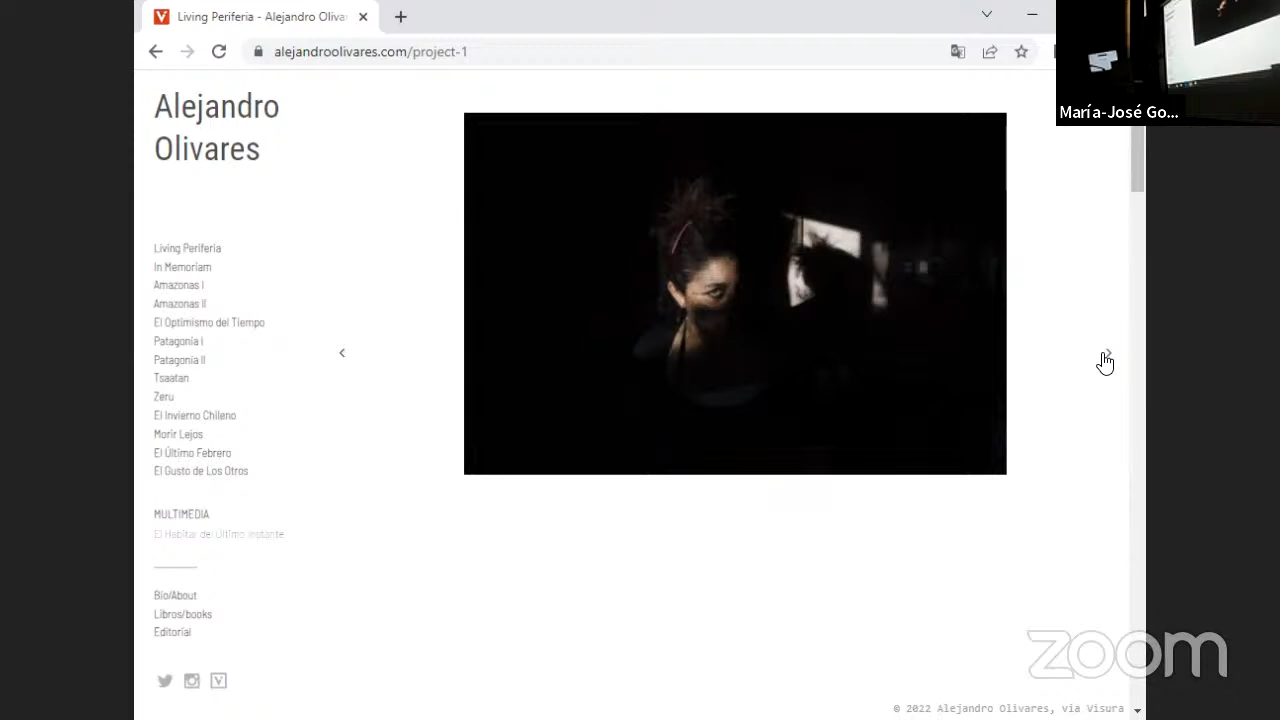 Living Periferia - Alejandro Oliva
alejandroolivares.com/project-1
María-José Go...
Alejandro
Olivares
Living Periferia
In Memoriam
Amazonas I
Amazonas II
El Optimismo del Tiempo
Patagonia I
Patagonia II
Tsaatan
Zeru
El Invierno Chileno
Morir Lejos
El Último Febrero
El Gusto de Los Otros
MULTIMEDIA
El Habitar del Último Instante
Bio/About
Libros/books
Editorial
zoom
© 2022 Alejandro Olivares, via Visura